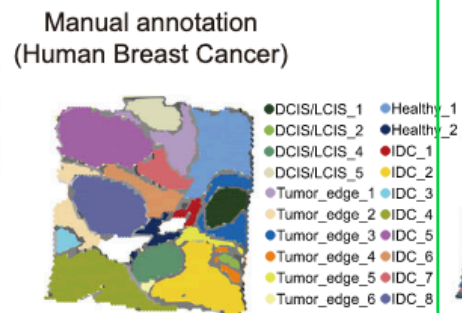 Manual annotation
(Human Breast Cancer)
DCIS/LCIS_1 Healthy_1
DCIS/LCIS_2 Healthy_2
DCIS/LCIS_4 IDC_1
DCIS/LCIS_5 IDC_2
Tumor_edge_1 IDC_3
Tumor_edge_2 IDC_4
Tumor_edge_3 IDC_5
Tumor_edge_4 IDC_6
Tumor_edge_5 IDC_7
Tumor_edge_6 IDC_8